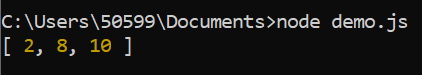 C:\Users\50599\Documents>node demo.js
[ 2, 8, 10 ]